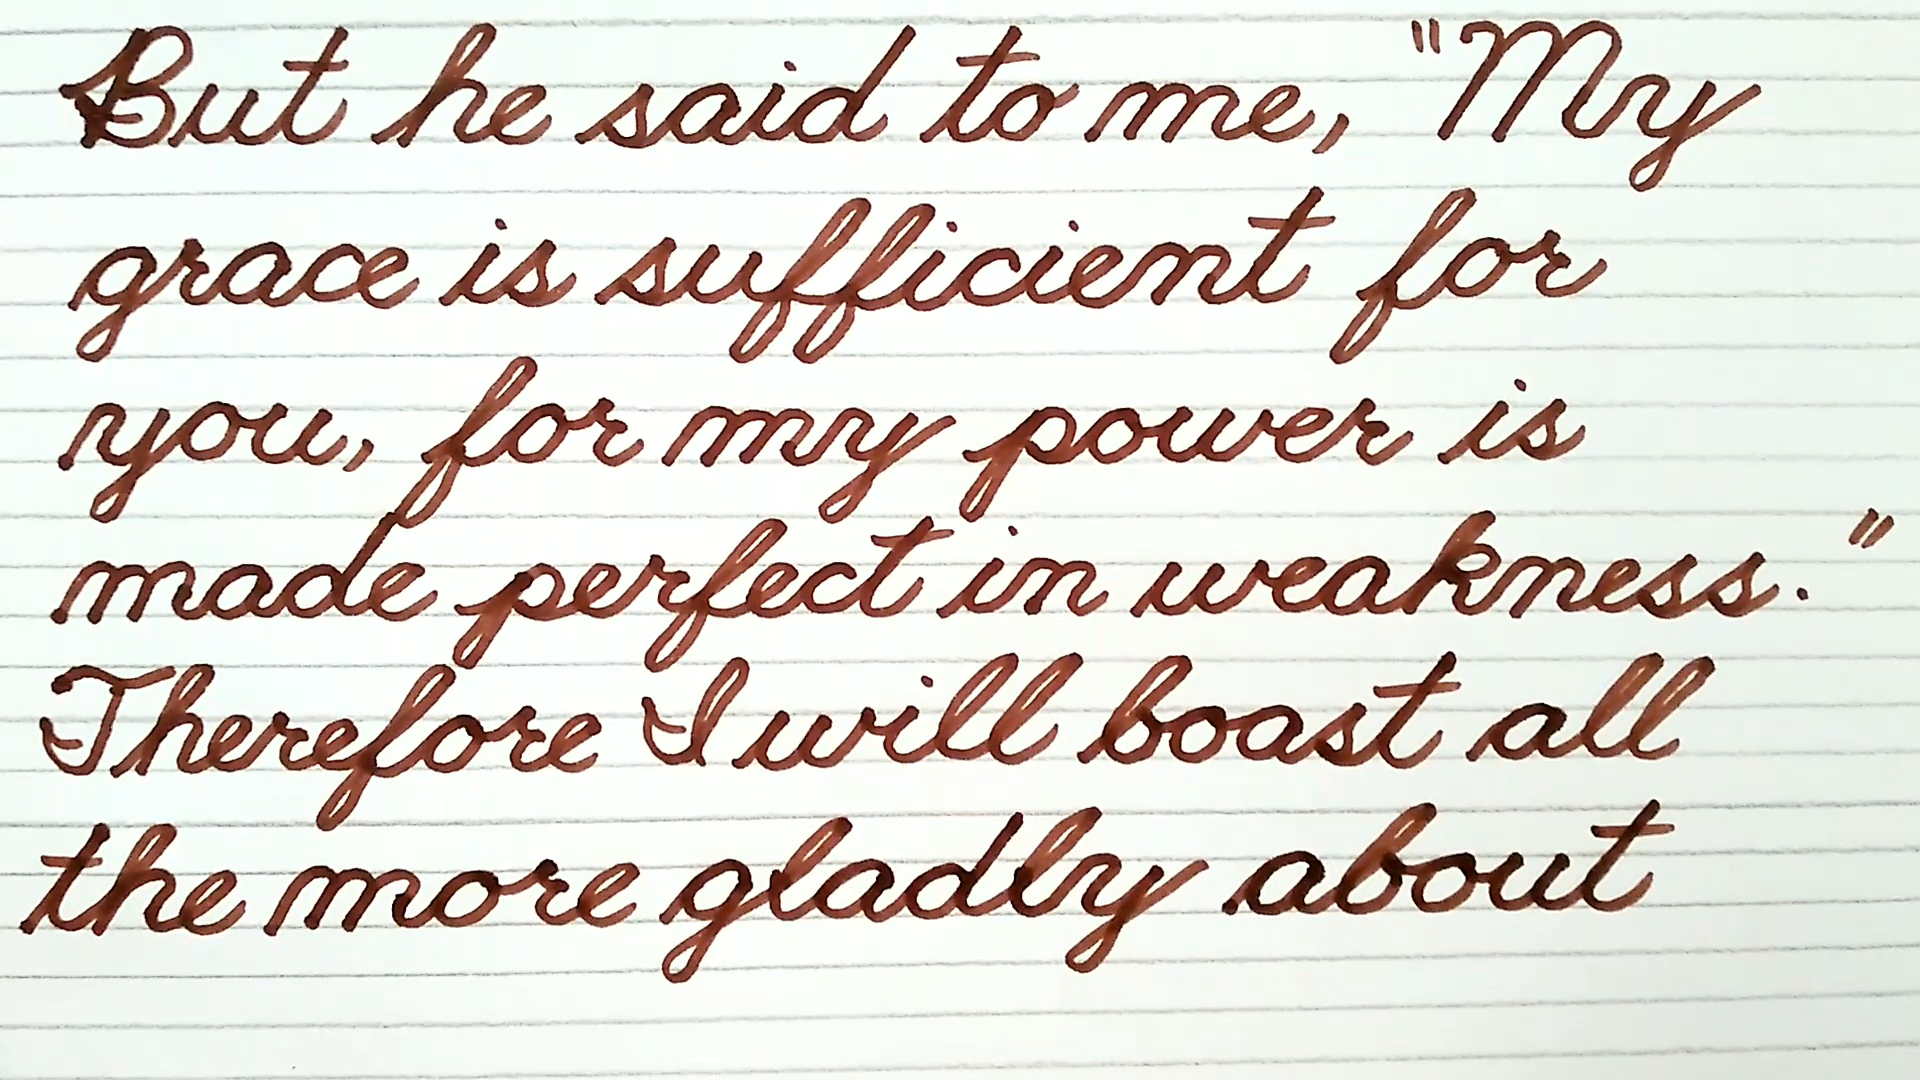 But he said to me, "My
grace is sufficient for
you, for my power is
made perfect in weakness."
Therefore I will boast all
the more gladly about